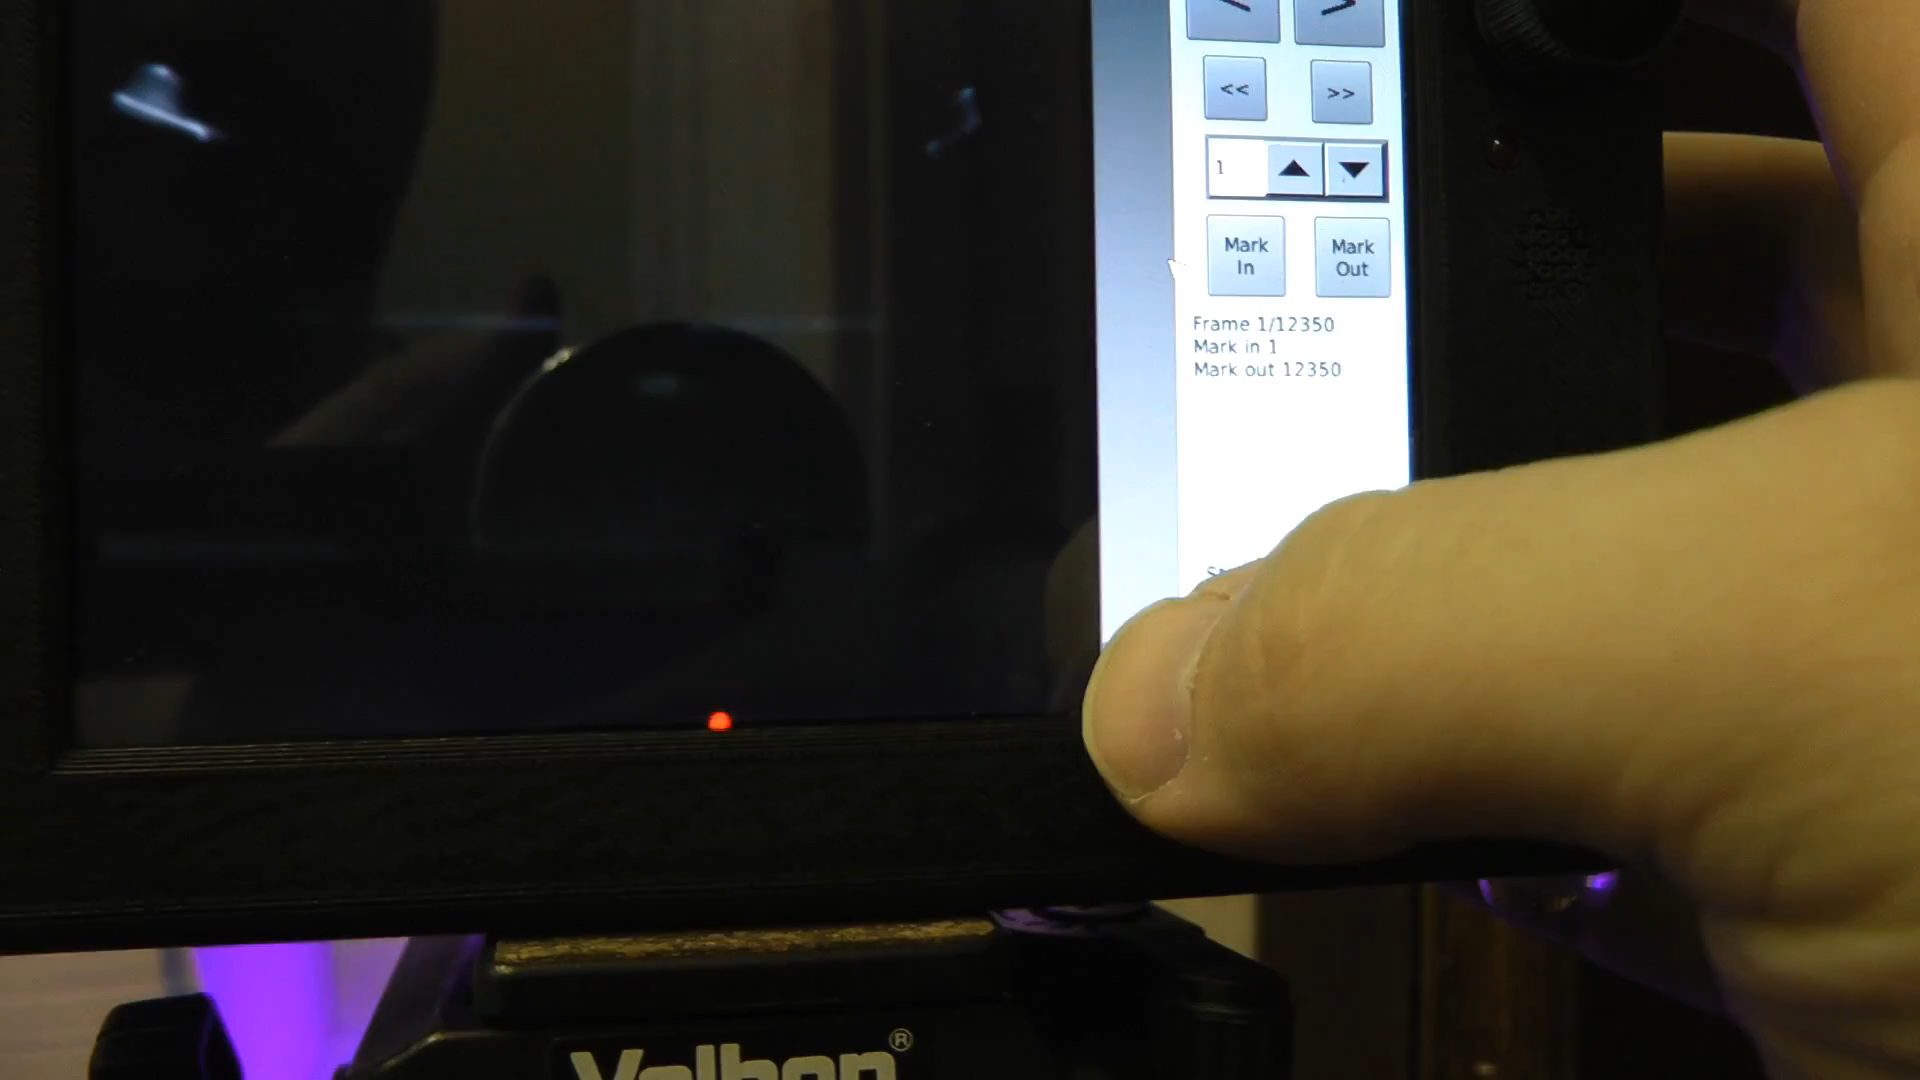 <
>
<<
>>
1
Mark
In
Mark
Out
Frame 1/12350
Mark in 1
Mark out 12350
Velbon®